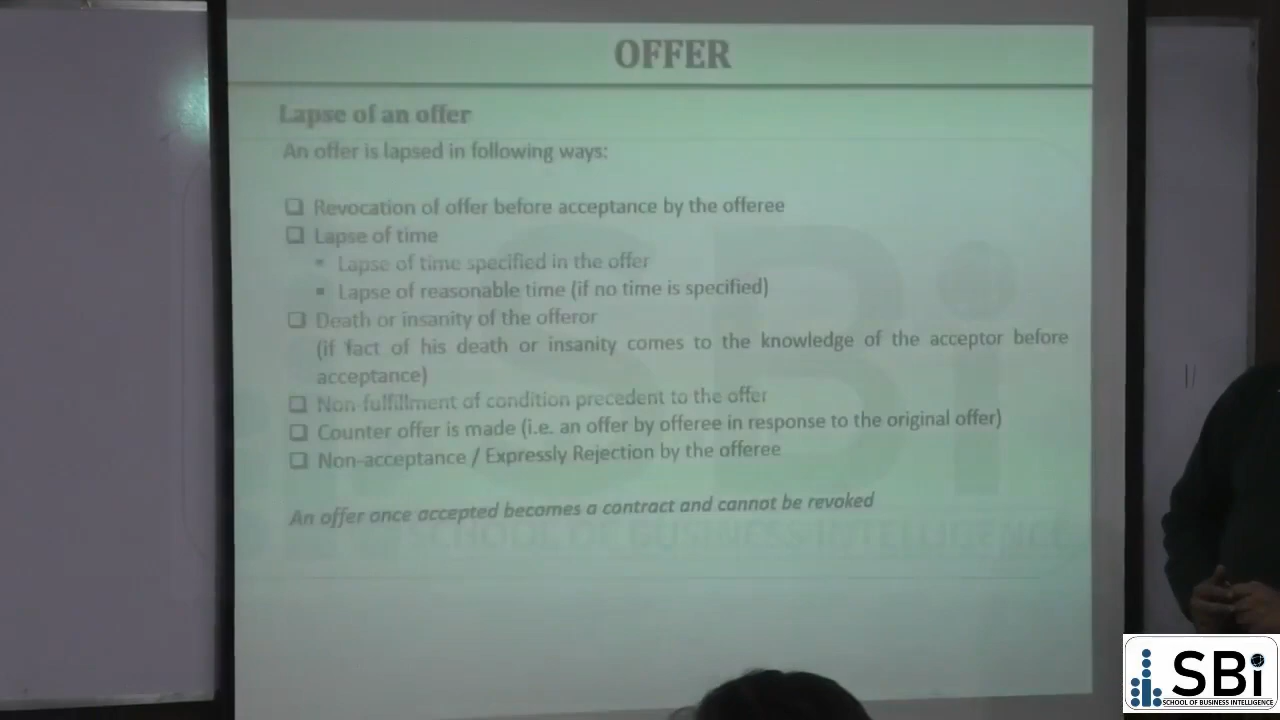 OFFER
Lapse of an offer
An offer is lapsed in following ways:
Revocation of offer before acceptance by the offeree
Lapse of time
Lapse of time specified in the offer
Lapse of reasonable time (if no time is specified)
Death or insanity of the offeror
(if fact of his death or insanity comes to the knowledge of the acceptor before
acceptance)
Non-fulfillment of condition precedent to the offer
Counter offer is made (i.e. an offer by offeree in response to the original offer)
Non-acceptance / Expressly Rejection by the offeree
An offer once accepted becomes a contract and cannot be revoked
SBi
SCHOOL OF BUSINESS INTELLIGENCE
SBi
SCHOOL OF BUSINESS INTELLIGENCE